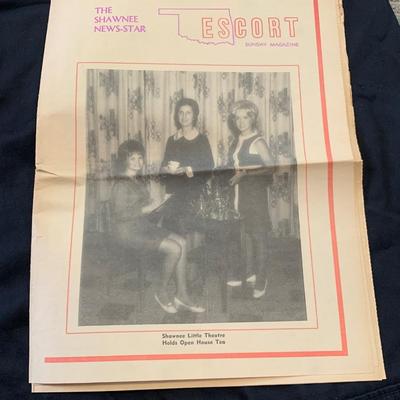 THE
SHAWNEE
NEWS-STAR
ESCORT
SUNDAY MAGAZINE
Shawnee Little Theatre
Holds Open House Tea